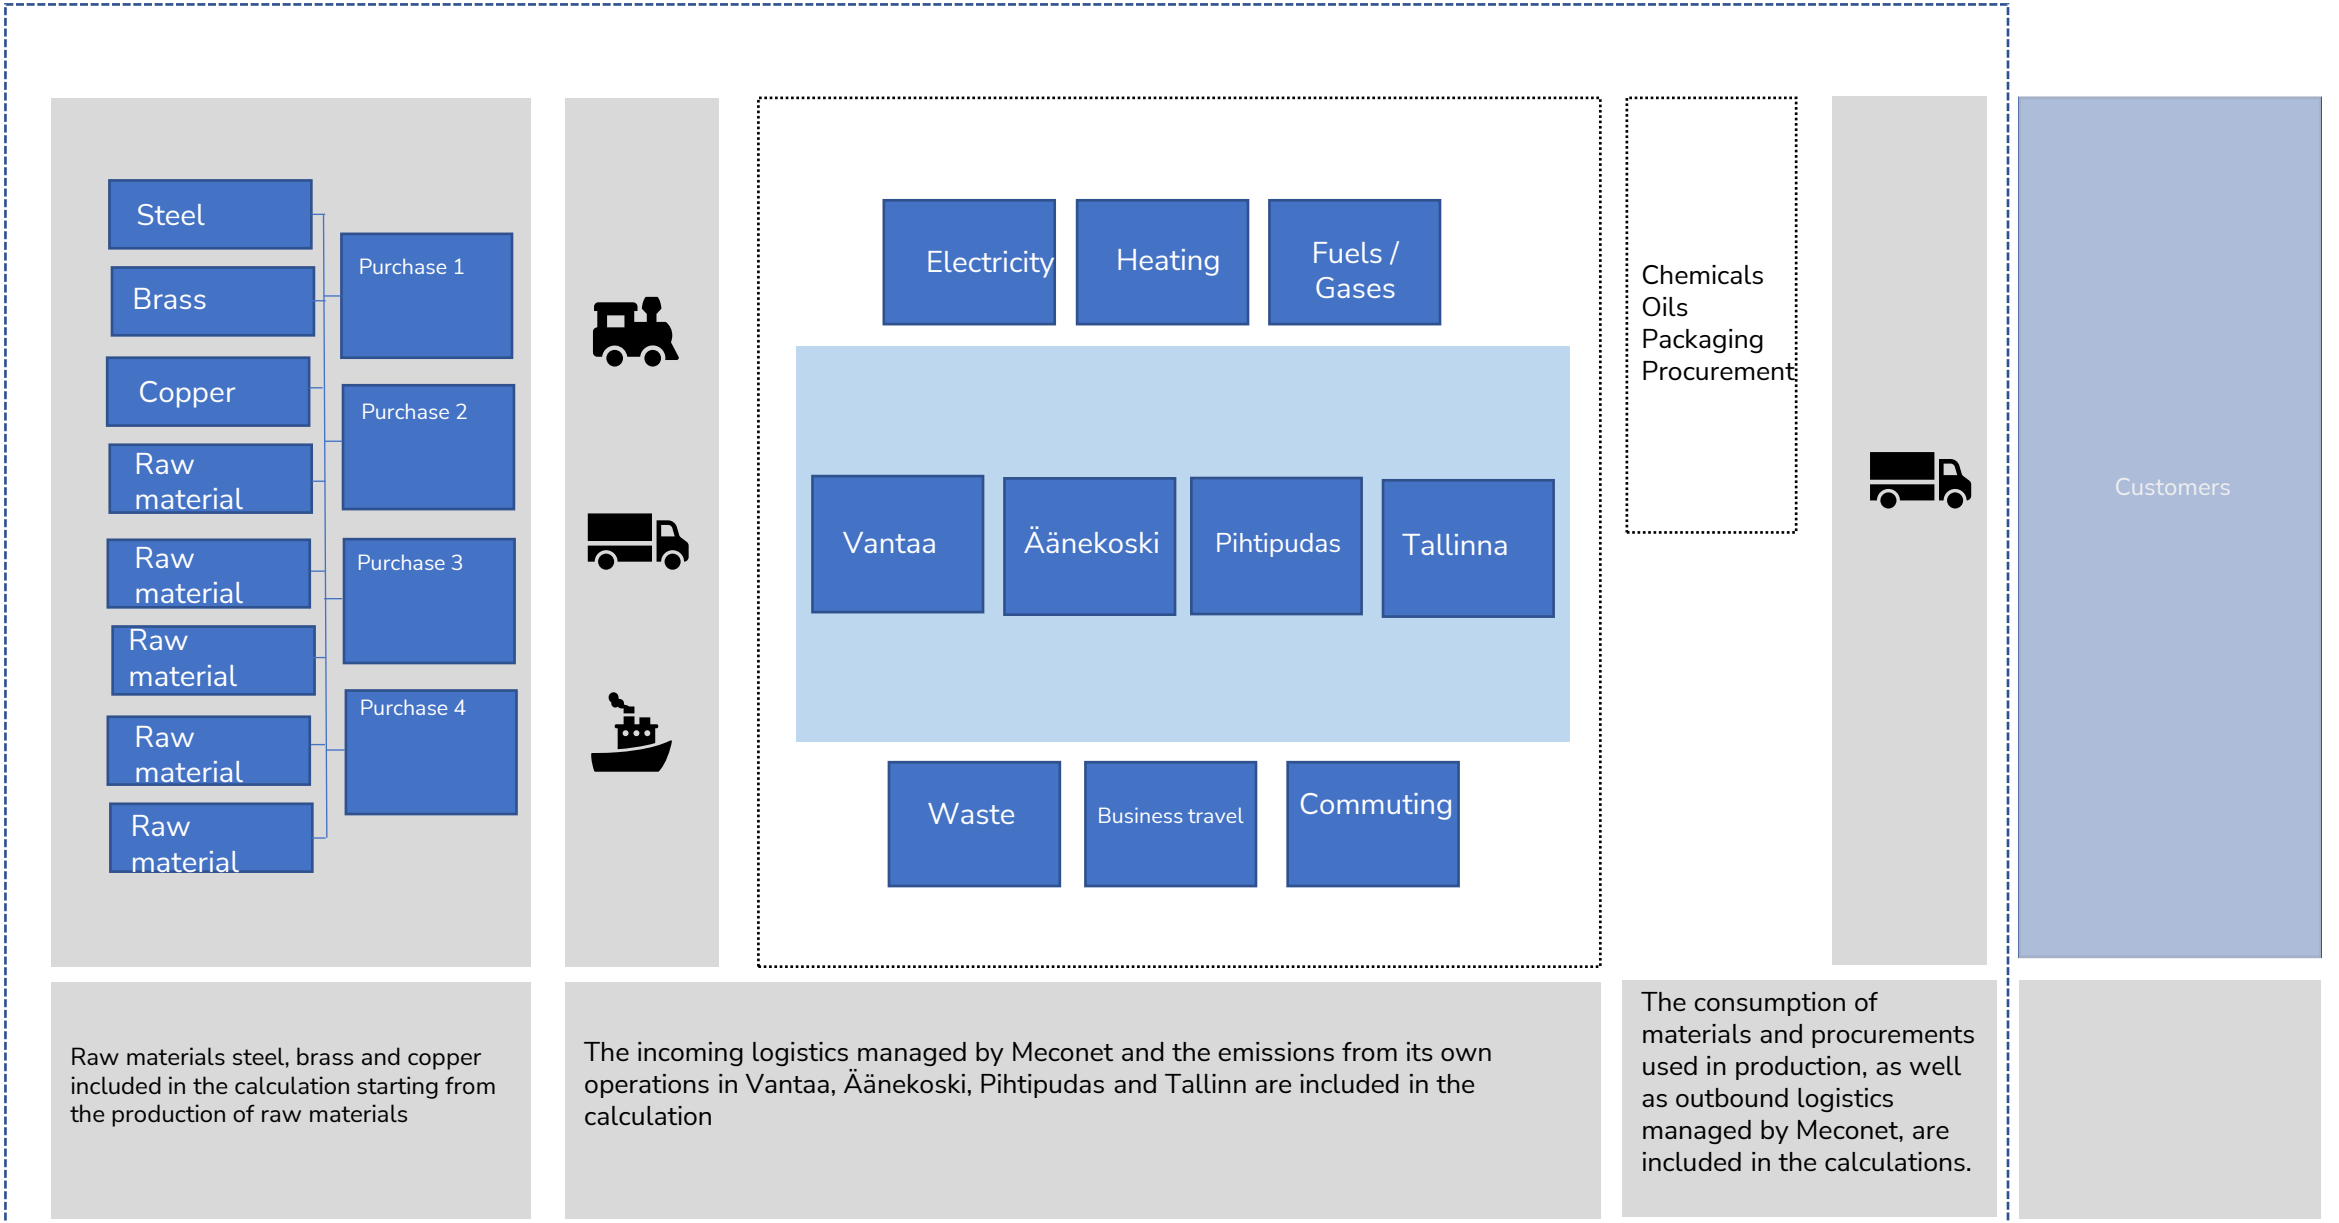 Steel
Brass
Copper
Raw
material
Raw
material
Raw
material
Raw
material
Raw
material
Purchase 1
Purchase 2
Purchase 3
Purchase 4
Electricity
Heating
Fuels /
Gases
Vantaa
Äänekoski
Pihtipudas
Tallinna
Waste
Business travel
Commuting
Chemicals
Oils
Packaging
Procurement
Customers
Raw materials steel, brass and copper
included in the calculation starting from
the production of raw materials
The incoming logistics managed by Meconet and the emissions from its own
operations in Vantaa, Äänekoski, Pihtipudas and Tallinn are included in the
calculation
The consumption of
materials and procurements
used in production, as well
as outbound logistics
managed by Meconet, are
included in the calculations.